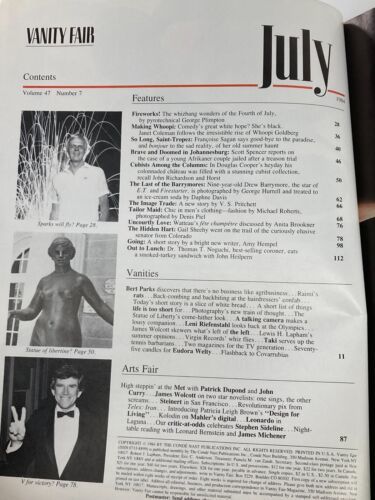 VANITY FAIR
July
Contents
Volume 47 Number 7
1984
Features
Fireworks! The whizbang wonders of the Fourth of July,
by pyrotechnical George Plimpton 28
Making Whoopi: Comedy's great white hope? She's black.
Janet Coleman follows the irresistible rise of Whoopi Goldberg 36
So Long, Saint-Tropez: Françoise Sagan says good-bye to the paradise,
and bonjour to the sad reality, of her old summer haunt 40
Brave and Doomed in Johannesburg: Scott Spencer reports on
the case of a young Afrikaner couple jailed after a treason trial 46
Cubists Among the Columns: In Douglas Cooper's heyday his
colonnaded château was filled with a stunning cubist collection,
recall John Richardson and Horst 50
The Last of the Barrymores: Nine-year-old Drew Barrymore, the star of
E.T. and Firestarter, is photographed by George Hurrell and treated to
an ice-cream soda by Daphne Davis 62
The Image Trade: A new story by V. S. Pritchett 66
Tailor Maid: Chic in men's clothing—fashion by Michael Roberts,
photographed by Denis Piel 68
Uncourtly Love: Watteau's fête champêtre discussed by Anita Brookner 76
The Hidden Hart: Gail Sheehy went on the trail of the curiously elusive
senator from Colorado 78
Going: A short story by a bright new writer, Amy Hempel 98
Out to Lunch: Dr. Thomas T. Noguchi, best-selling coroner, eats
a smoked-turkey sandwich with John Heilpern 112
Sparks will fly? Page 28.
Vanities
Bert Parks discovers that there is no business like agribusiness... Raisni's
rats... Back-combing and backbiting at the hairdressers' confab...
Today's short story is a slice of white bread... A short list of things
life is too short for... Photography's new train of thought... The
Statue of Liberty's come-hither look... A talking camera makes a
lousy companion... Leni Riefenstahl looks back at the Olympics...
James Wolcott skewers what's left of the left... Lewis H. Lapham's
summer opinions... Virgin Records' whiz flies... Taki serves up the
tennis barbarians... Two magazines for the TV generation... Seventy-
five candles for Eudora Welty... Flashback to Covarrubias 11
Statue of libertine? Page 50.
Arts Fair
High steppin' at the Met with Patrick Dupond and John
Curry... James Wolcott on two star novelists: one sings, the other
screams... Steinert in San Francisco... Revolutionary pix from
Telex: Iran... Introducing Patricia Leigh Brown's "Design for
Living"... Kolodin on Mahler's digital... Leonardo in
Laguna... Our critic-at-odds celebrates Stephen Sideline... Night-
table reading with Leonard Bernstein and James Michener 87
V for victory? Page 78.